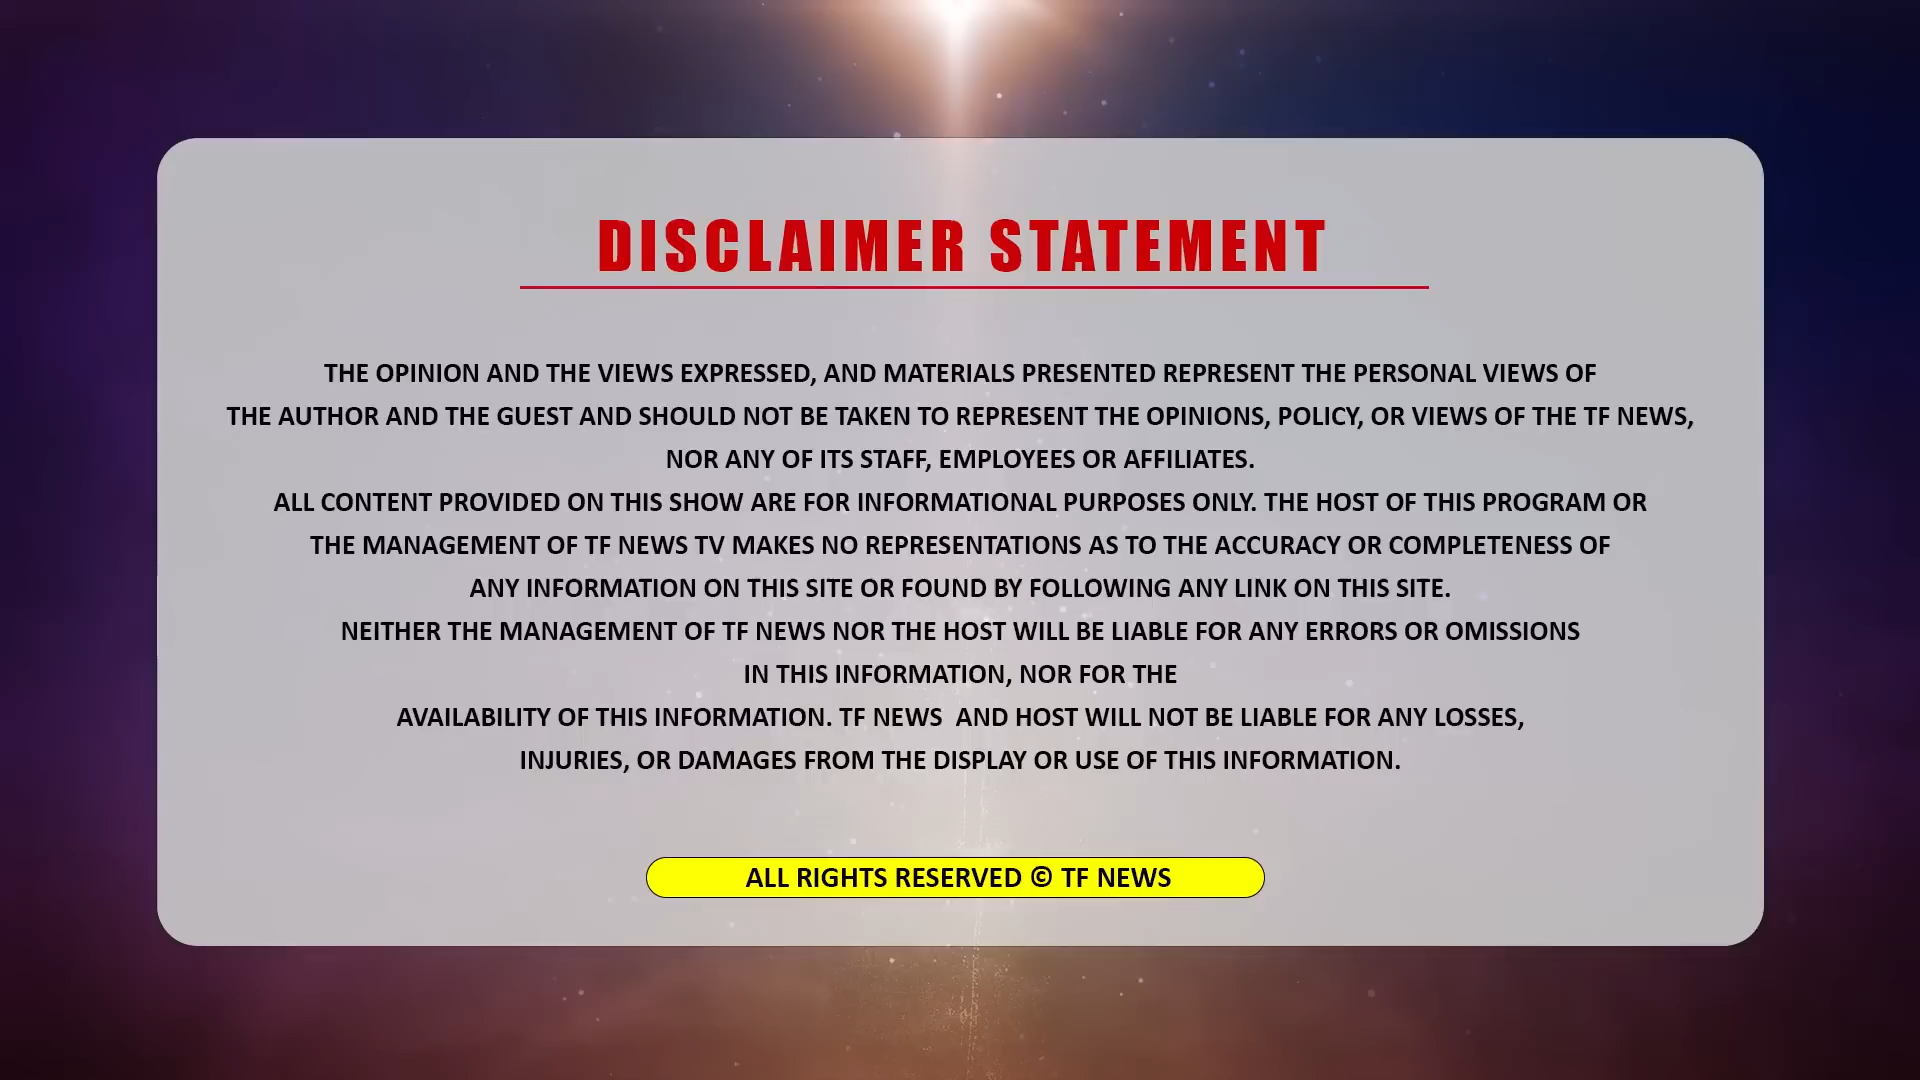 DISCLAIMER STATEMENT
THE OPINION AND THE VIEWS EXPRESSED, AND MATERIALS PRESENTED REPRESENT THE PERSONAL VIEWS OF
THE AUTHOR AND THE GUEST AND SHOULD NOT BE TAKEN TO REPRESENT THE OPINIONS, POLICY, OR VIEWS OF THE TF NEWS,
NOR ANY OF ITS STAFF, EMPLOYEES OR AFFILIATES.
ALL CONTENT PROVIDED ON THIS SHOW ARE FOR INFORMATIONAL PURPOSES ONLY. THE HOST OF THIS PROGRAM OR
THE MANAGEMENT OF TF NEWS TV MAKES NO REPRESENTATIONS AS TO THE ACCURACY OR COMPLETENESS OF
ANY INFORMATION ON THIS SITE OR FOUND BY FOLLOWING ANY LINK ON THIS SITE.
NEITHER THE MANAGEMENT OF TF NEWS NOR THE HOST WILL BE LIABLE FOR ANY ERRORS OR OMISSIONS
IN THIS INFORMATION, NOR FOR THE
AVAILABILITY OF THIS INFORMATION. TF NEWS  AND HOST WILL NOT BE LIABLE FOR ANY LOSSES,
INJURIES, OR DAMAGES FROM THE DISPLAY OR USE OF THIS INFORMATION.
ALL RIGHTS RESERVED © TF NEWS